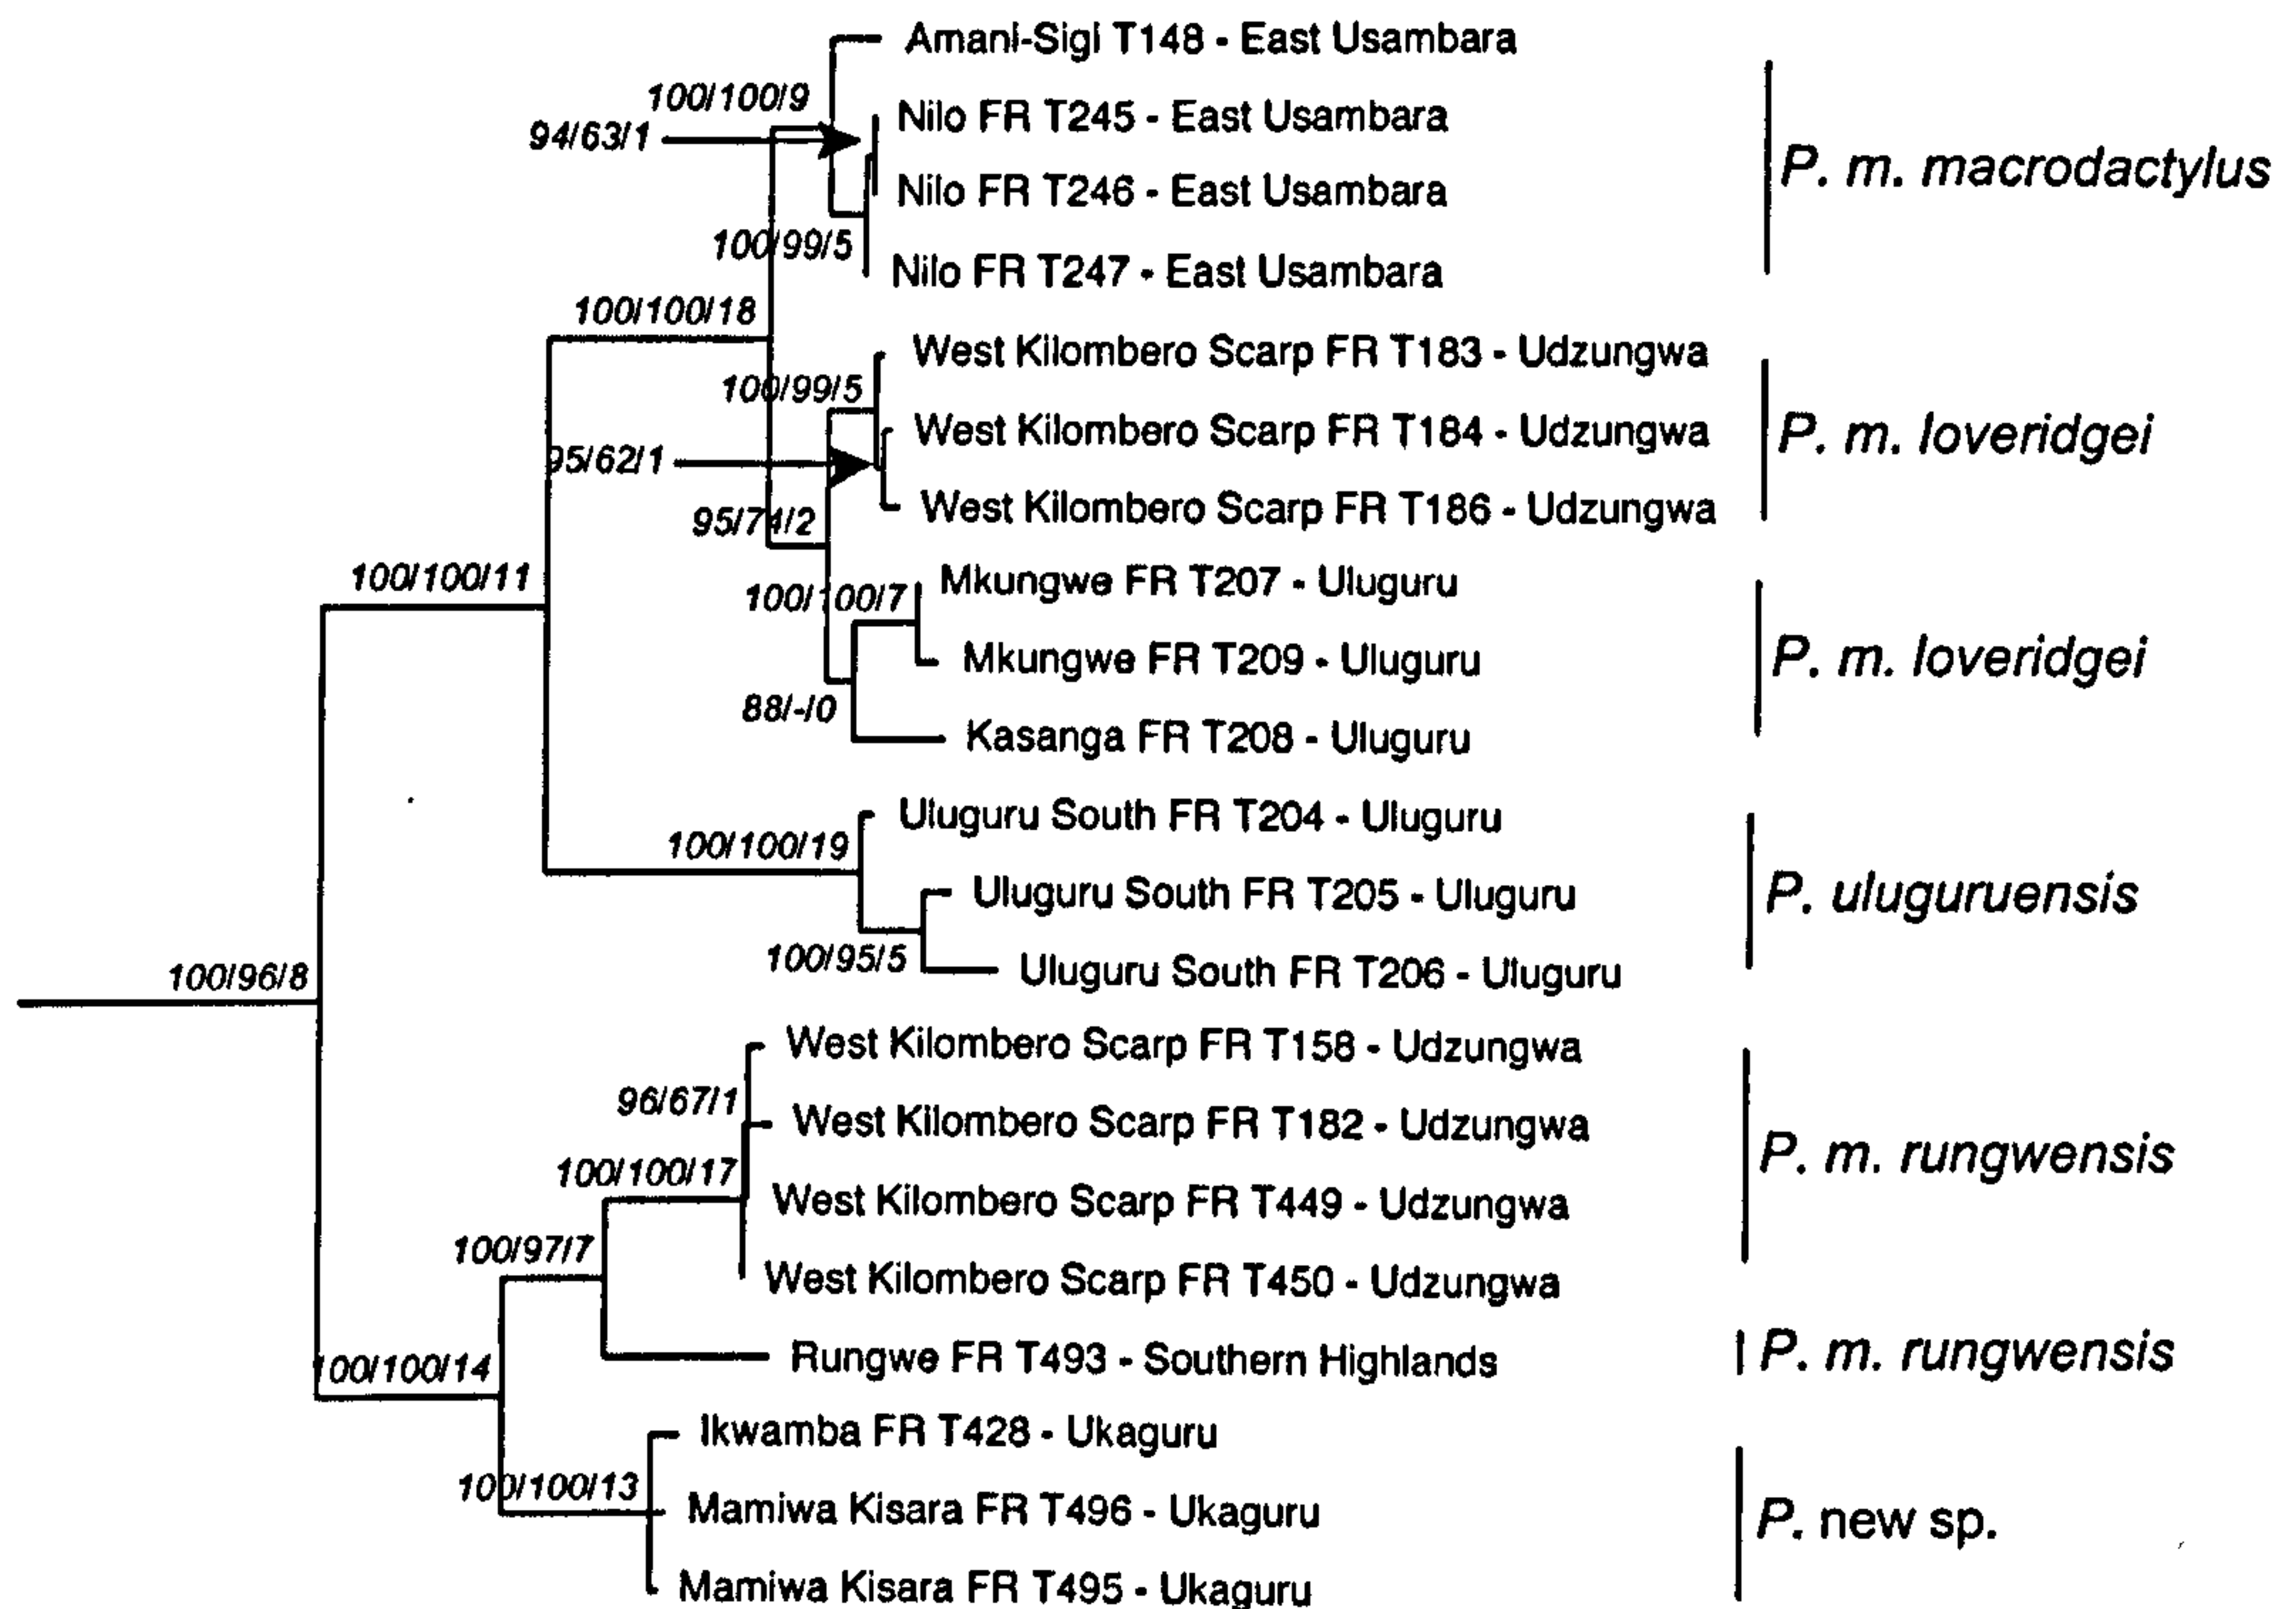 Amani-Sigi T148 - East Usambara
100/100/9
Nilo FR T245 - East Usambara
94/63/1
P. m. macrodactylus
Nilo FR T246 - East Usambara
100/99/5
Nilo FR T247 - East Usambara
100/100/18
West Kilombero Scarp FR T183 - Udzungwa
100/99/5
West Kilombero Scarp FR T184 - Udzungwa
P. m. loveridgei
95/62/1
West Kilombero Scarp FR T186 - Udzungwa
95/74/2
100/100/11
Mkungwe FR T207 - Uluguru
100/100/7
Mkungwe FR T209 - Uluguru
P. m. loveridgei
88/-/0
Kasanga FR T208 - Uluguru
Uluguru South FR T204 - Uluguru
100/100/19
Uluguru South FR T205 - Uluguru
P. uluguruensis
100/95/5
Uluguru South FR T206 - Uluguru
100/96/8
West Kilombero Scarp FR T158 - Udzungwa
96/67/1
West Kilombero Scarp FR T182 - Udzungwa
P. m. rungwensis
100/100/17
West Kilombero Scarp FR T449 - Udzungwa
100/97/7
West Kilombero Scarp FR T450 - Udzungwa
Rungwe FR T493 - Southern Highlands
P. m. rungwensis
100/100/14
Ikwamba FR T428 - Ukaguru
100/100/13
Mamiwa Kisara FR T496 - Ukaguru
P. new sp.
Mamiwa Kisara FR T495 - Ukaguru